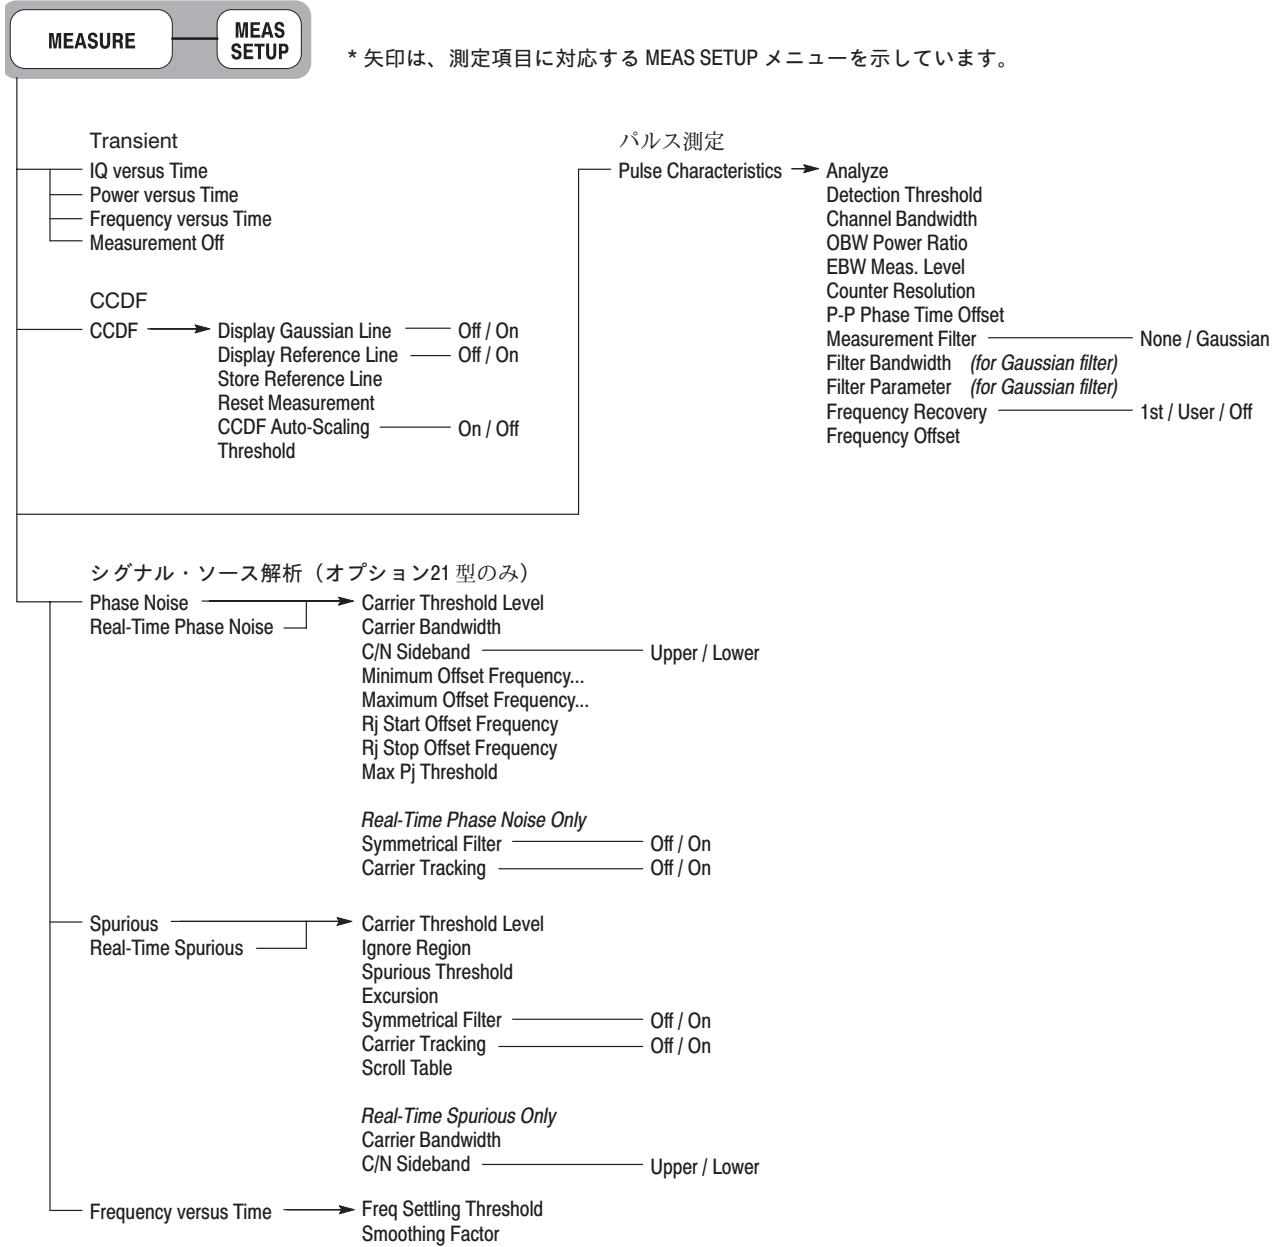 MEASURE
MEAS
SETUP
* 矢印は、測定項目に対応する MEAS SETUP メニューを示しています。
Transient
IQ versus Time
Power versus Time
Frequency versus Time
Measurement Off
CCDF
CCDF
Display Gaussian Line Off / On
Display Reference Line Off / On
Store Reference Line
Reset Measurement
CCDF Auto-Scaling On / Off
Threshold
パルス測定
Pulse Characteristics
Analyze
Detection Threshold
Channel Bandwidth
OBW Power Ratio
EBW Meas. Level
Counter Resolution
P-P Phase Time Offset
Measurement Filter None / Gaussian
Filter Bandwidth (for Gaussian filter)
Filter Parameter (for Gaussian filter)
Frequency Recovery 1st / User / Off
Frequency Offset
シグナル・ソース解析（オプション21 型のみ）
Phase Noise
Real-Time Phase Noise
Carrier Threshold Level
Carrier Bandwidth
C/N Sideband Upper / Lower
Minimum Offset Frequency...
Maximum Offset Frequency...
Rj Start Offset Frequency
Rj Stop Offset Frequency
Max Pj Threshold
Real-Time Phase Noise Only
Symmetrical Filter Off / On
Carrier Tracking Off / On
Spurious
Real-Time Spurious
Carrier Threshold Level
Ignore Region
Spurious Threshold
Excursion
Symmetrical Filter Off / On
Carrier Tracking Off / On
Scroll Table
Real-Time Spurious Only
Carrier Bandwidth
C/N Sideband Upper / Lower
Frequency versus Time
Freq Settling Threshold
Smoothing Factor